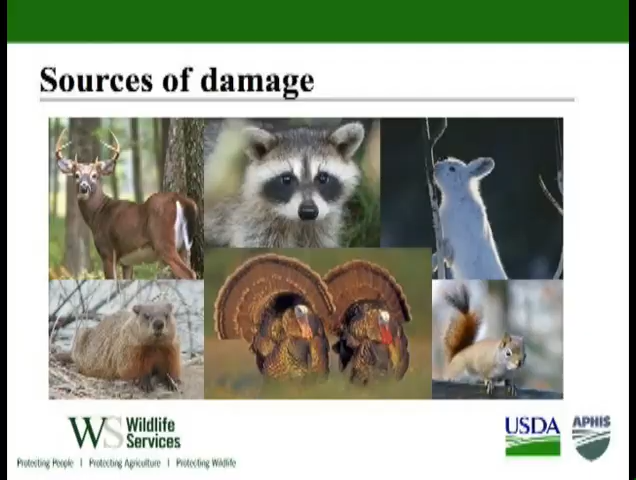 Sources of damage
WS Wildlife
Services
Protecting People | Protecting Agriculture | Protecting Wildlife
USDA
APHIS